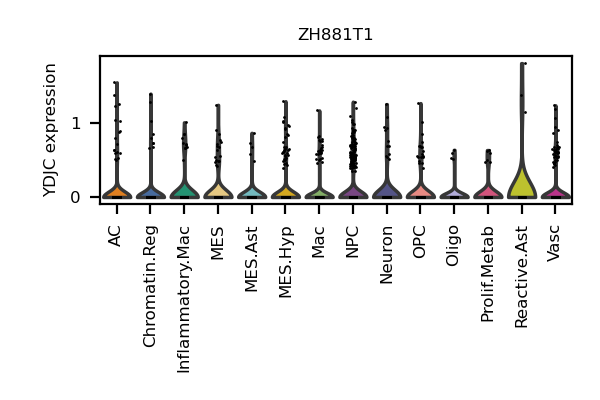 ZH881T1
YDJC expression
1
0
AC
Chromatin.Reg
Inflammatory.Mac
MES
MES.Ast
MES.Hyp
Mac
NPC
Neuron
OPC
Oligo
Prolif.Metab
Reactive.Ast
Vasc